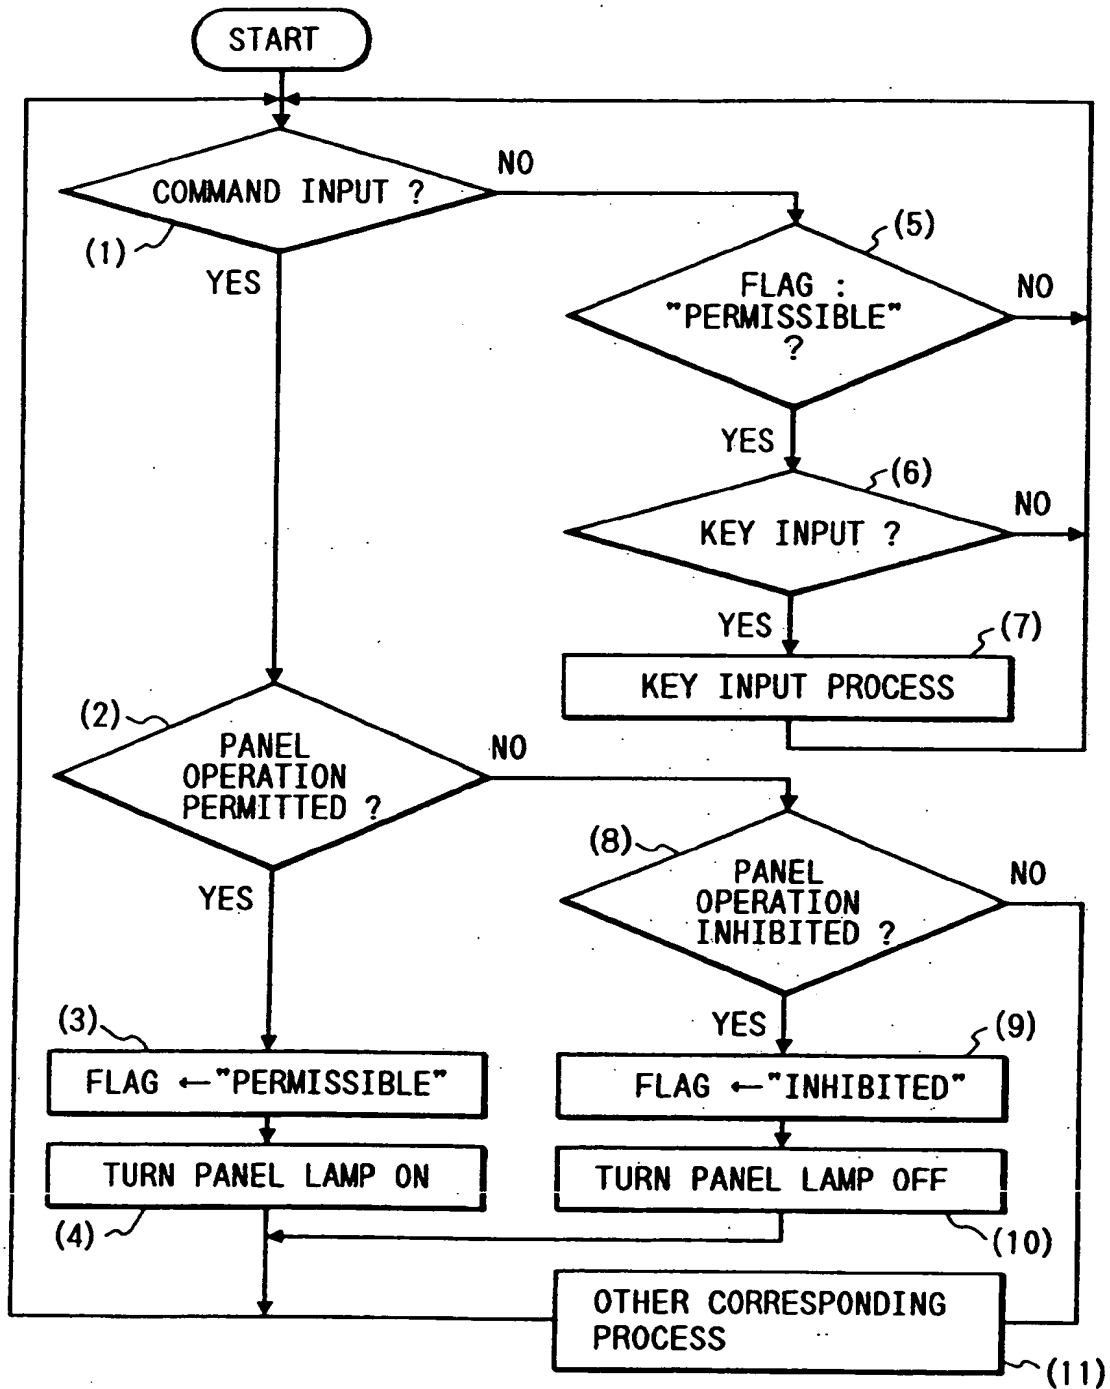 START
COMMAND INPUT ?
NO
(1)
YES
(5)
FLAG :
"PERMISSIBLE"
?
NO
YES
(6)
KEY INPUT ?
NO
YES
(7)
KEY INPUT PROCESS
(2)
PANEL
OPERATION
PERMITTED ?
NO
YES
(8)
PANEL
OPERATION
INHIBITED ?
NO
YES
(3)
FLAG ←"PERMISSIBLE"
(9)
FLAG ←"INHIBITED"
TURN PANEL LAMP ON
(4)
TURN PANEL LAMP OFF
(10)
OTHER CORRESPONDING
PROCESS
(11)